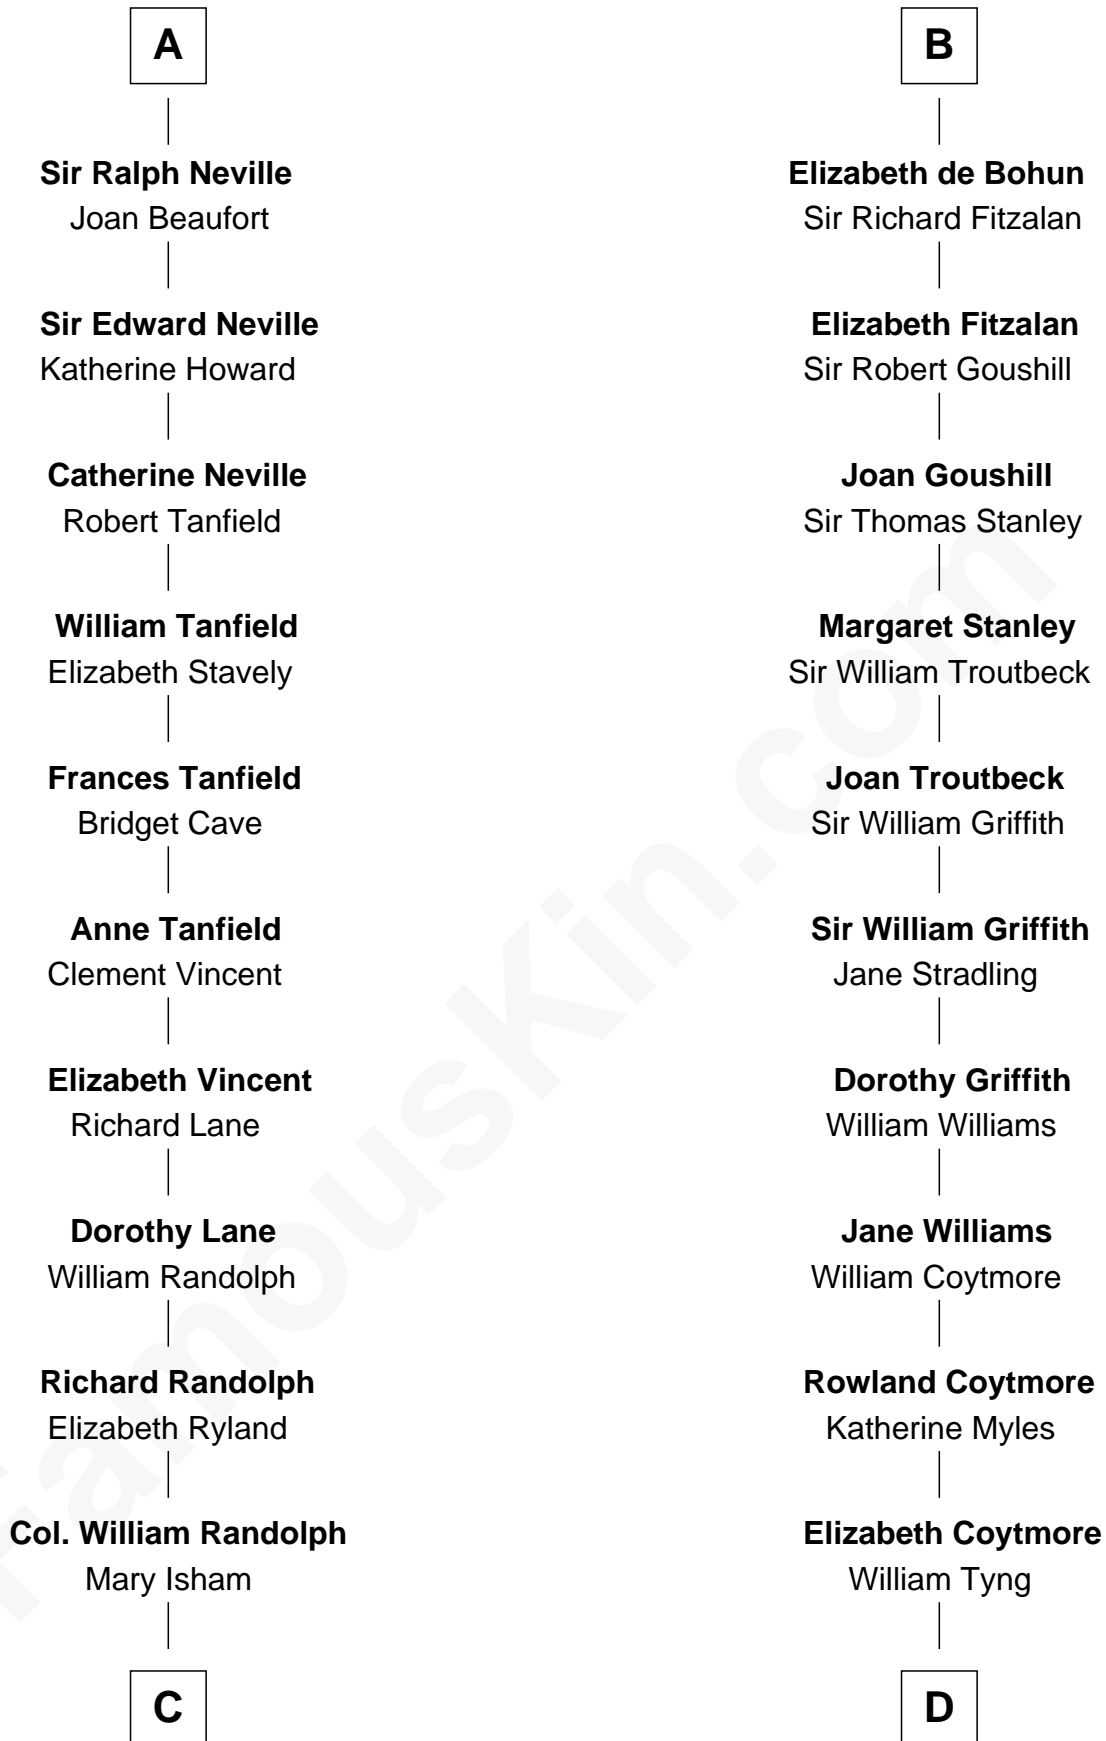 A
Sir Ralph Neville
Joan Beaufort
Sir Edward Neville
Katherine Howard
Catherine Neville
Robert Tanfield
William Tanfield
Elizabeth Stavely
Frances Tanfield
Bridget Cave
Anne Tanfield
Clement Vincent
Elizabeth Vincent
Richard Lane
Dorothy Lane
William Randolph
Richard Randolph
Elizabeth Ryland
Col. William Randolph
Mary Isham
C
B
Elizabeth de Bohun
Sir Richard Fitzalan
Elizabeth Fitzalan
Sir Robert Goushill
Joan Goushill
Sir Thomas Stanley
Margaret Stanley
Sir William Troutbeck
Joan Troutbeck
Sir William Griffith
Sir William Griffith
Jane Stradling
Dorothy Griffith
William Williams
Jane Williams
William Coytmore
Rowland Coytmore
Katherine Myles
Elizabeth Coytmore
William Tyng
D
FamousKin.com